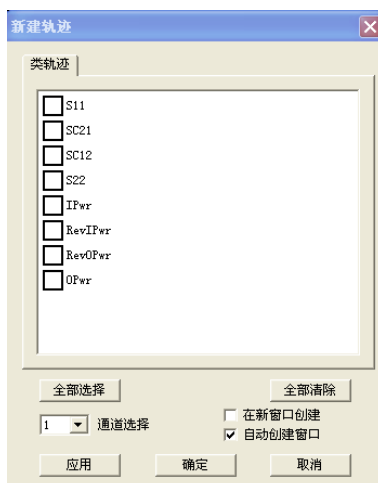 新建轨迹
类轨迹
S11
SC21
SC12
S22
IPwr
RevIPwr
RevOPwr
OPwr
全部选择
全部清除
1
通道选择
在新窗口创建
自动创建窗口
应用
确定
取消